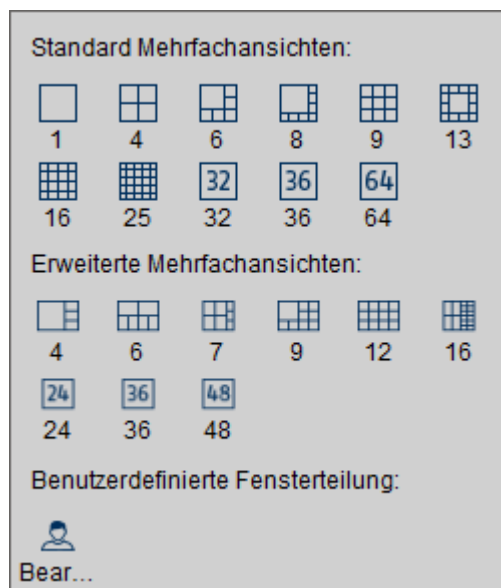 Standard Mehrfachansichten:
1 4 6 8 9 13
32 36 64
16 25 32 36 64
Erweiterte Mehrfachansichten:
4 6 7 9 12 16
24 36 48
24 36 48
Benutzerdefinierte Fensterteilung:
Bear...